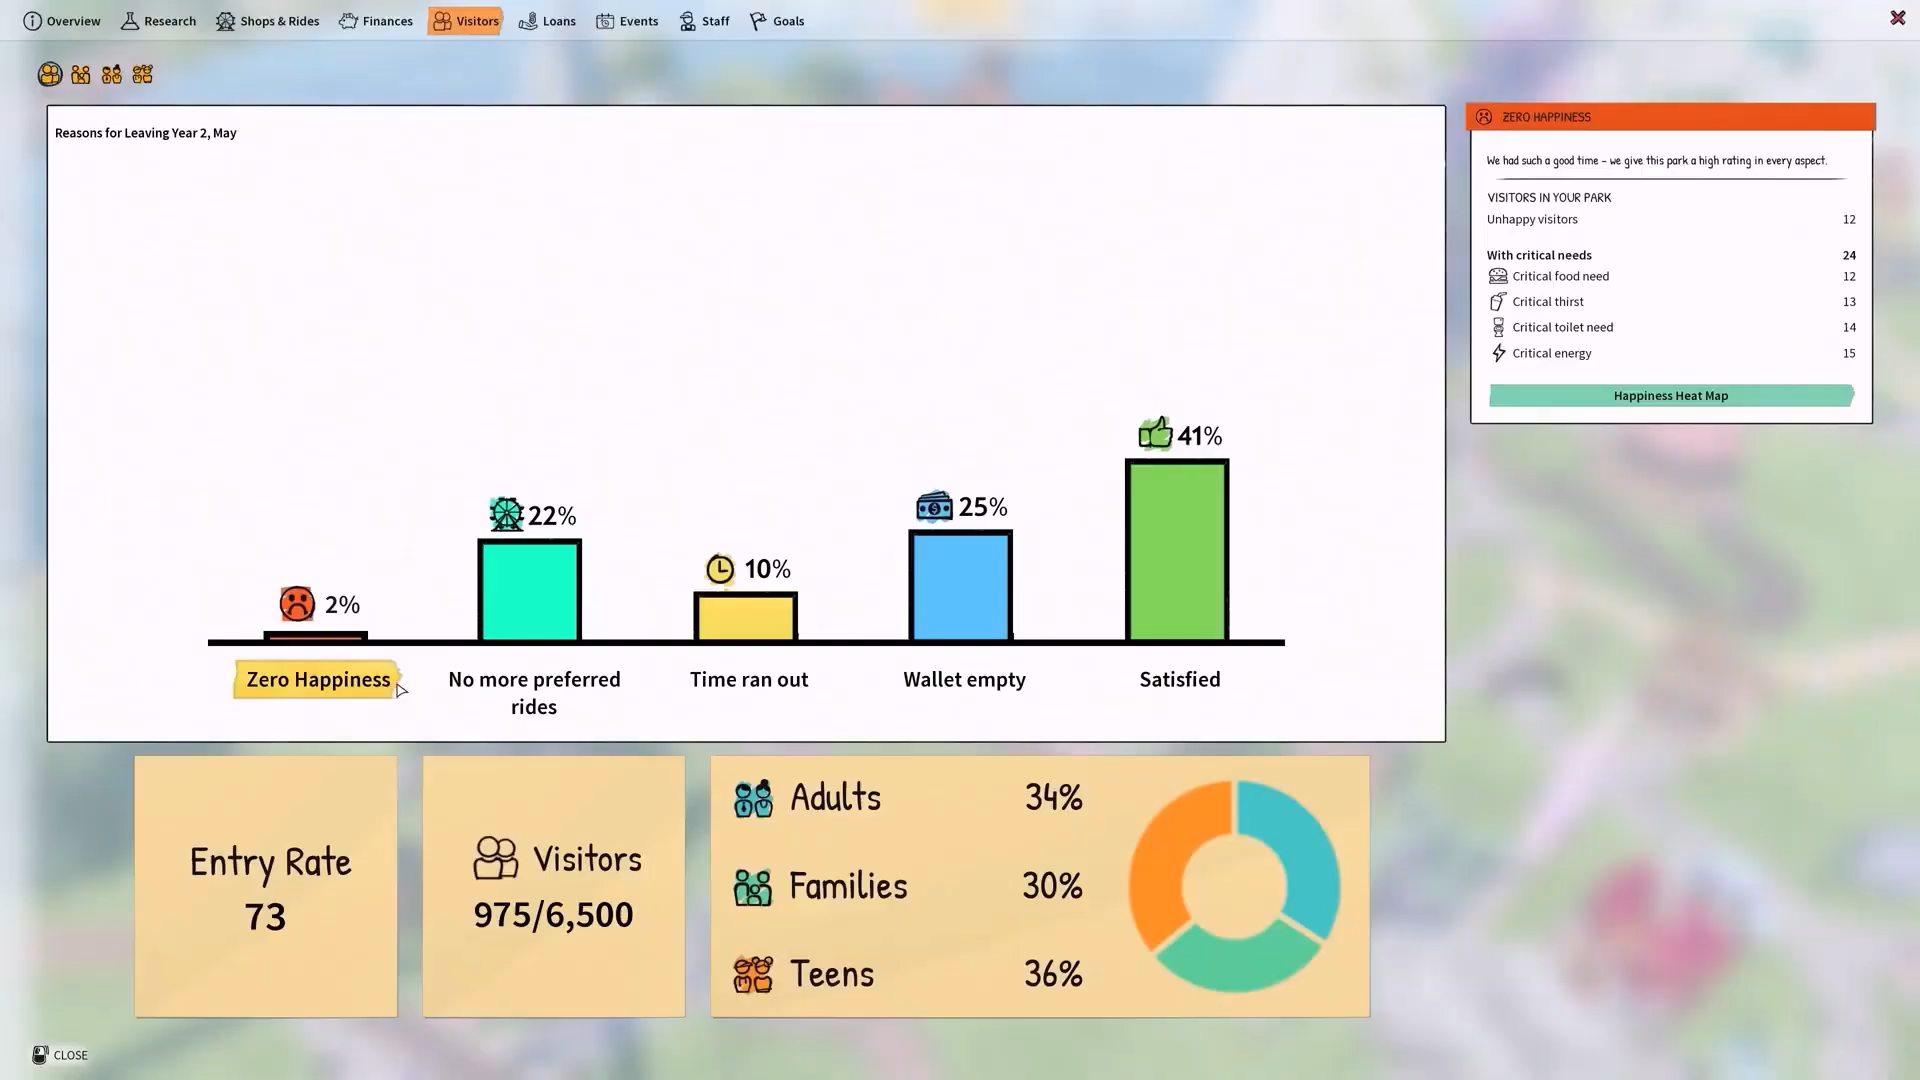 Overview
Research
Shops & Rides
Finances
Visitors
Loans
Events
Staff
Goals
Reasons for Leaving Year 2, May
2%
22%
10%
25%
41%
Zero Happiness
No more preferred
rides
Time ran out
Wallet empty
Satisfied
ZERO HAPPINESS
We had such a good time - we give this park a high rating in every aspect.
VISITORS IN YOUR PARK
Unhappy visitors 12
With critical needs 24
Critical food need 12
Critical thirst 13
Critical toilet need 14
Critical energy 15
Happiness Heat Map
Entry Rate
73
Visitors
975/6,500
Adults 34%
Families 30%
Teens 36%
CLOSE